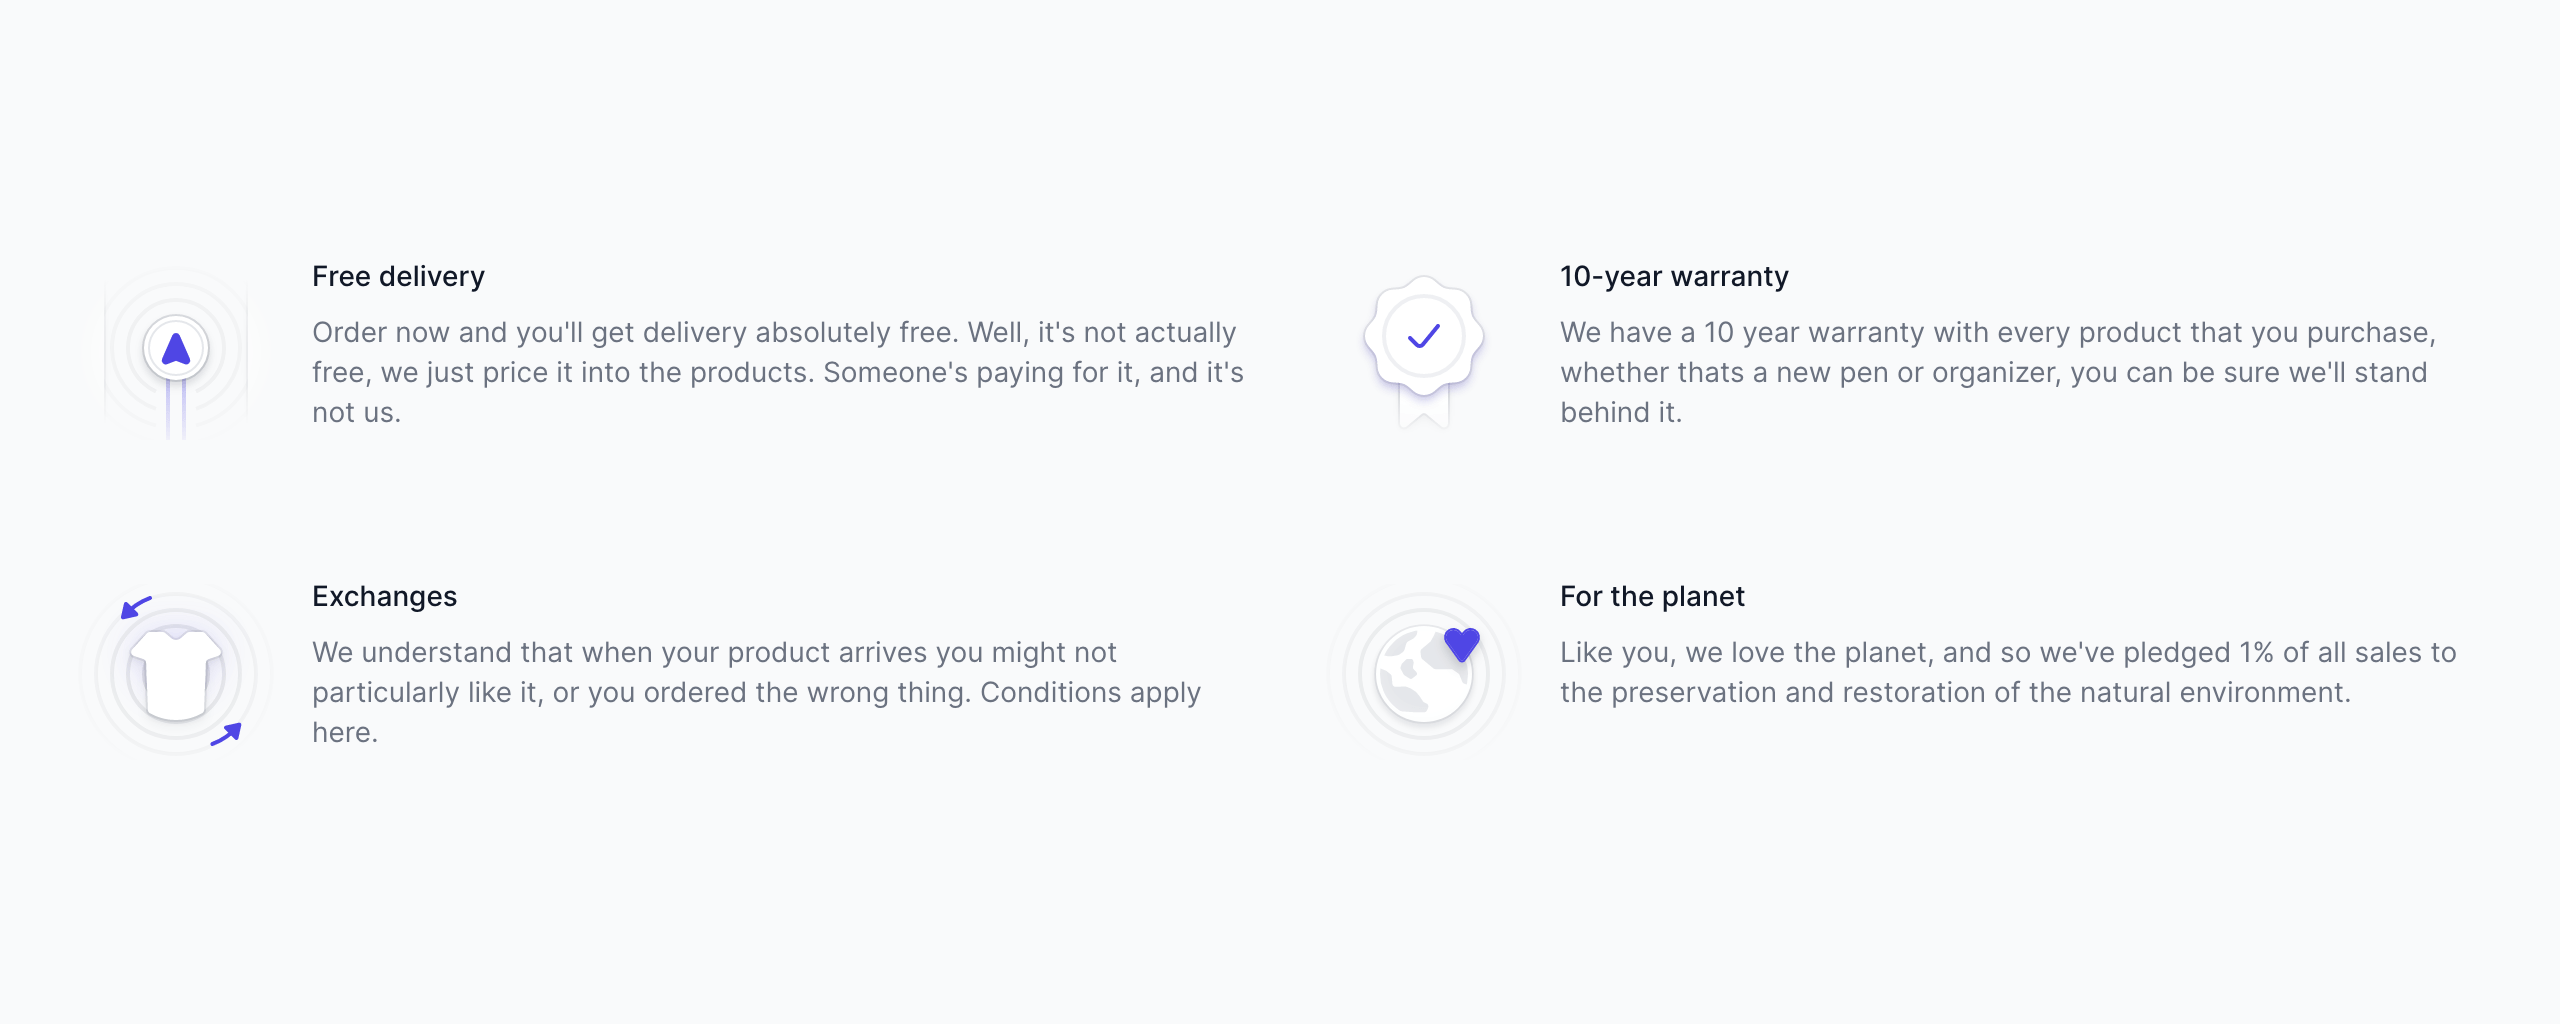 Free delivery
Order now and you'll get delivery absolutely free. Well, it's not actually
free, we just price it into the products. Someone's paying for it, and it's
not us.
10-year warranty
We have a 10 year warranty with every product that you purchase,
whether thats a new pen or organizer, you can be sure we'll stand
behind it.
Exchanges
We understand that when your product arrives you might not
particularly like it, or you ordered the wrong thing. Conditions apply
here.
For the planet
Like you, we love the planet, and so we've pledged 1% of all sales to
the preservation and restoration of the natural environment.